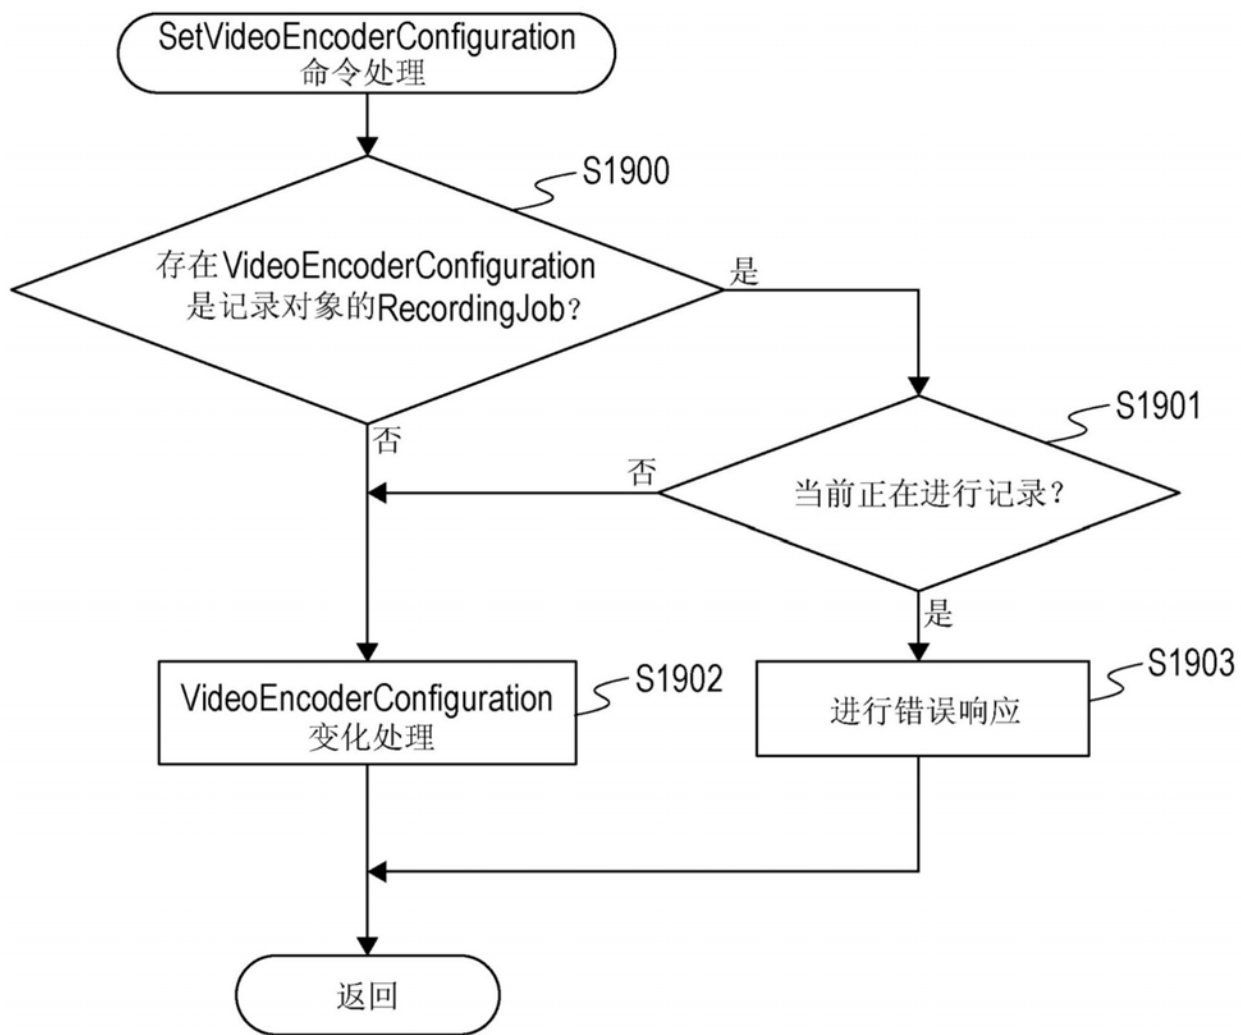 SetVideoEncoderConfiguration
命令处理
S1900
存在VideoEncoderConfiguration
是记录对象的RecordingJob?
是
S1901
否
否
当前正在进行记录?
是
VideoEncoderConfiguration
变化处理
S1902
进行错误响应
S1903
返回